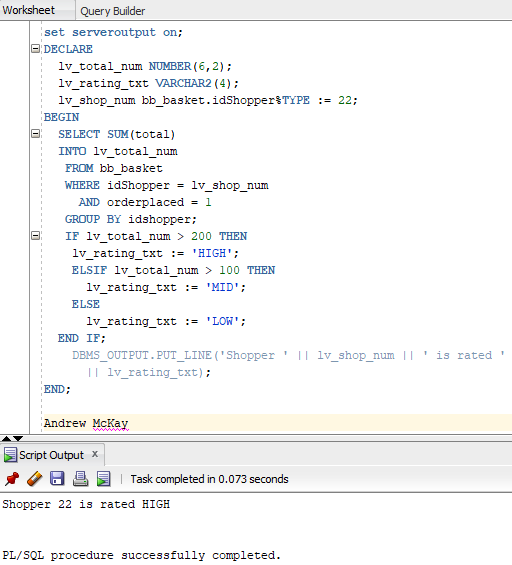 Worksheet Query Builder
set serveroutput on;
DECLARE
lv_total_num NUMBER(6,2);
lv_rating_txt VARCHAR2(4);
lv_shop_num bb_basket.idShopper%TYPE := 22;
BEGIN
SELECT SUM(total)
INTO lv_total_num
FROM bb_basket
WHERE idShopper = lv_shop_num
AND orderplaced = 1
GROUP BY idshopper;
IF lv_total_num > 200 THEN
lv_rating_txt := 'HIGH';
ELSIF lv_total_num > 100 THEN
lv_rating_txt := 'MID';
ELSE
lv_rating_txt := 'LOW';
END IF;
DBMS_OUTPUT.PUT_LINE('Shopper ' || lv_shop_num || ' is rated '
|| lv_rating_txt);
END;
Andrew McKay
Script Output x
Task completed in 0.073 seconds
Shopper 22 is rated HIGH
PL/SQL procedure successfully completed.